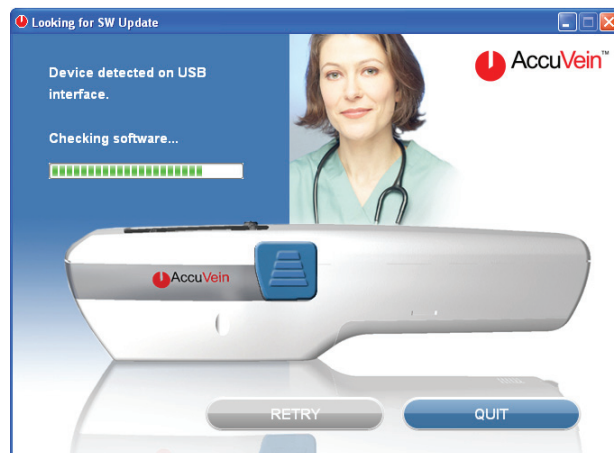 Looking for SW Update
AccuVein™
Device detected on USB
interface.
Checking software...
AccuVein
RETRY
QUIT